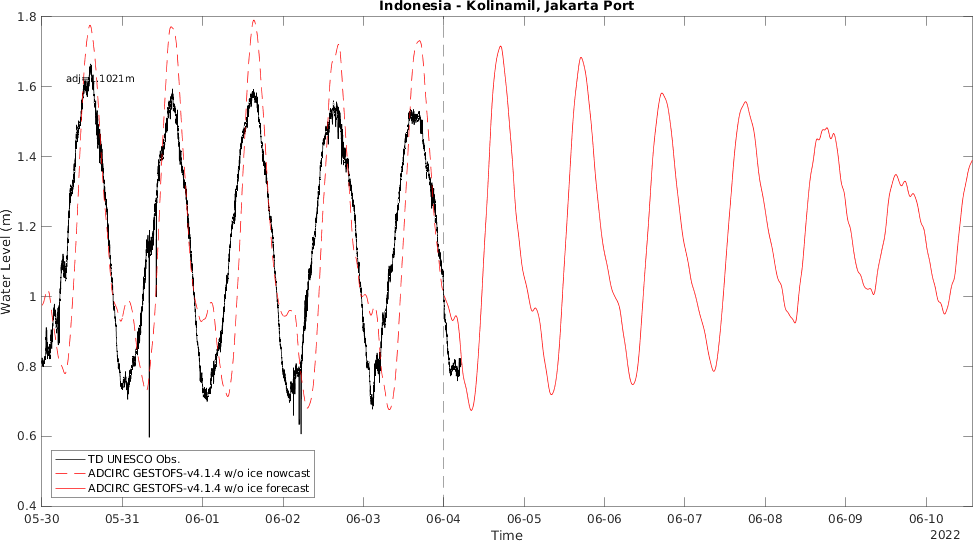 Indonesia - Kolinamil, Jakarta Port
1.8
1.6
1.4
1.2
1
0.8
0.6
0.4
Water Level (m)
TD UNESCO Obs.
ADCIRC GESTOFS-v4.1.4 w/o ice nowcast
ADCIRC GESTOFS-v4.1.4 w/o ice forecast
05-30 05-31 06-01 06-02 06-03 06-04 06-05 06-06 06-07 06-08 06-09 06-10
Time
2022